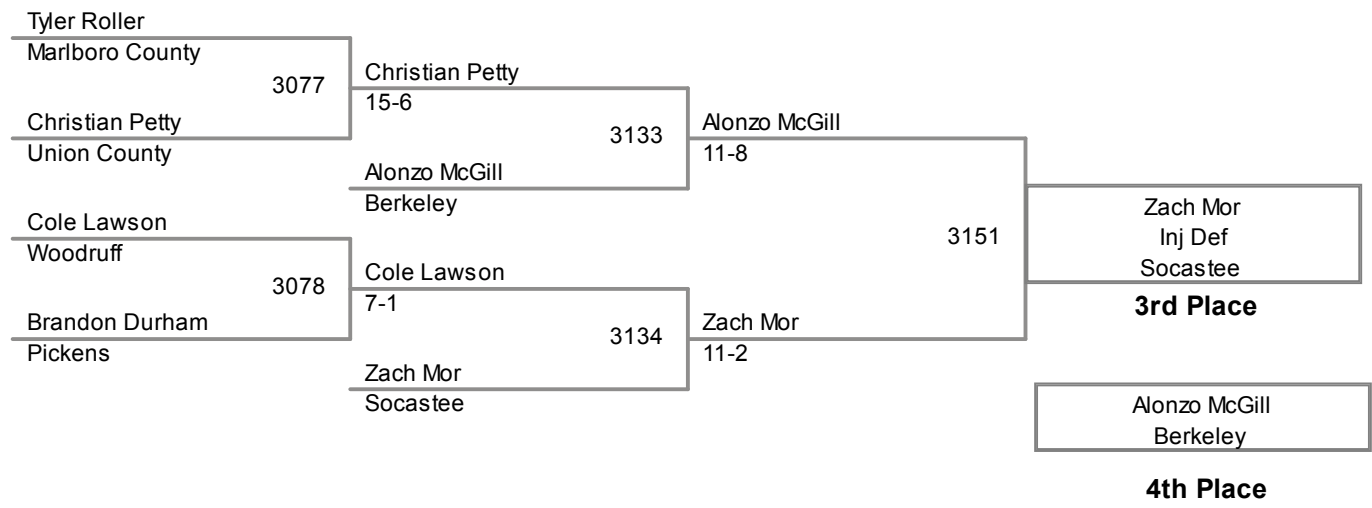 Tyler Roller
Marlboro County
3077
Christian Petty
Union County
Cole Lawson
Woodruff
3078
Brandon Durham
Pickens
Christian Petty
15-6
3133
Alonzo McGill
Berkeley
Cole Lawson
7-1
3134
Zach Mor
Socastee
Alonzo McGill
11-8
3151
Zach Mor
11-2
Zach Mor
Inj Def
Socastee
3rd Place
Alonzo McGill
Berkeley
4th Place